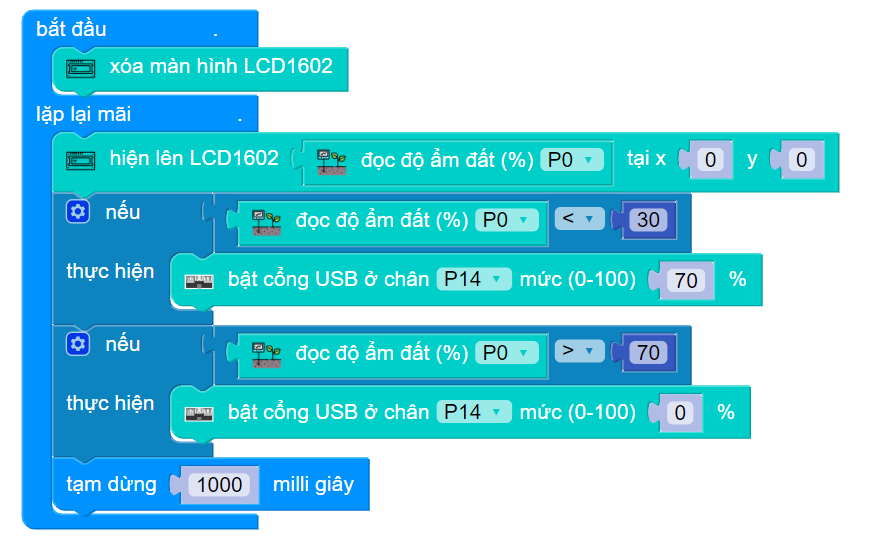 bắt đầu .
xóa màn hình LCD1602
lặp lại mãi .
hiện lên LCD1602 đọc độ ẩm đất (%) P0 tại x 0 y 0
nếu đọc độ ẩm đất (%) P0 < 30
thực hiện bật cổng USB ở chân P14 mức (0-100) 70 %
nếu đọc độ ẩm đất (%) P0 > 70
thực hiện bật cổng USB ở chân P14 mức (0-100) 0 %
tạm dừng 1000 milli giây